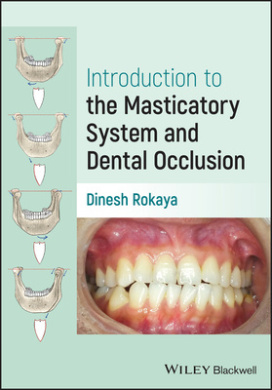 Introduction to
the Masticatory
System and
Dental Occlusion
Dinesh Rokaya
WILEY Blackwell